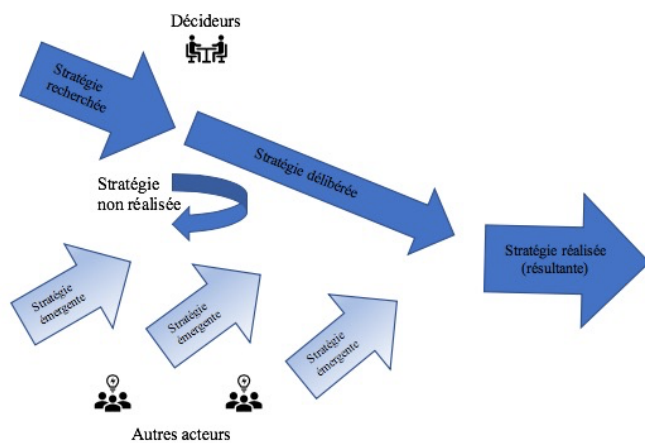 Décideurs
Stratégie
recherchée
Stratégie délibérée
Stratégie
non réalisée
Stratégie réalisée
(résultante)
Stratégie
émergente
Stratégie
émergente
Stratégie
émergente
Autres acteurs